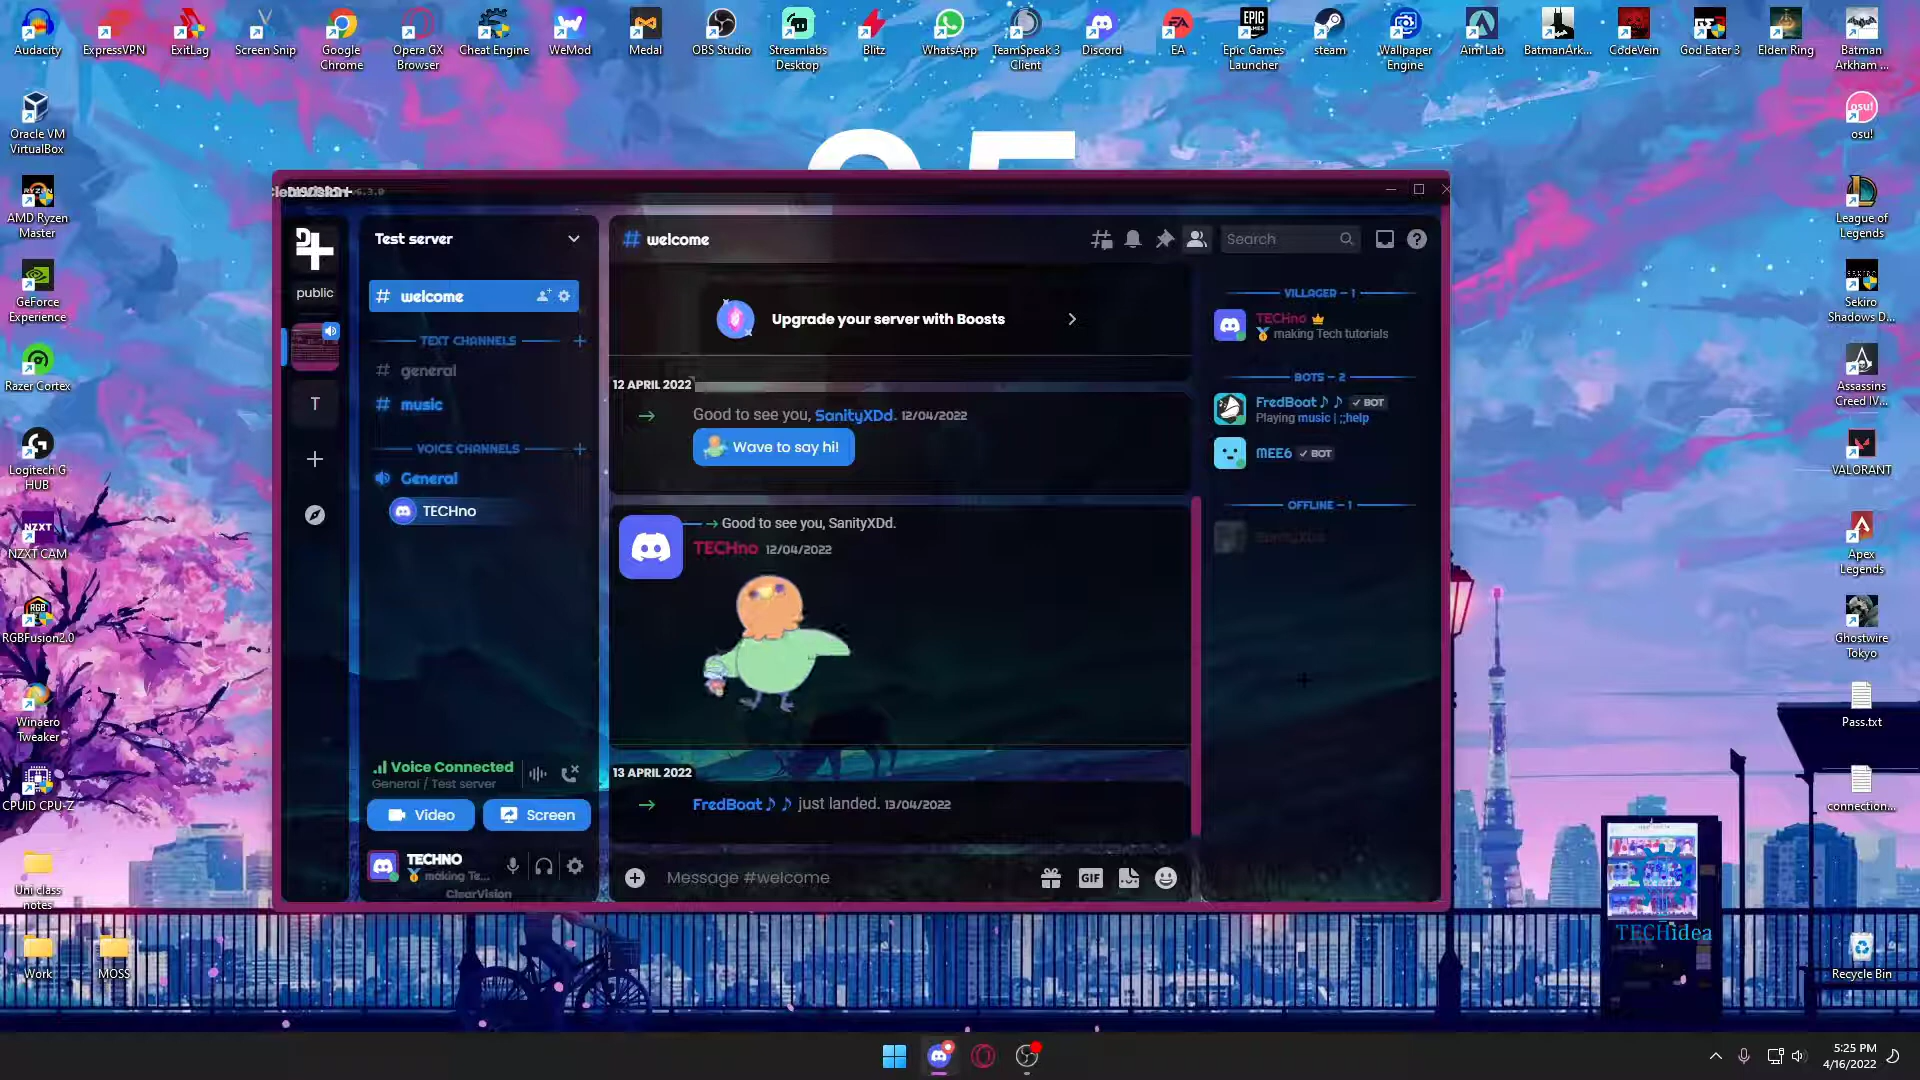 Audacity
ExpressVPN
ExitLag
Screen Snip
Google
Chrome
Opera GX
Browser
Cheat Engine
WeMod
Medal
OBS Studio
Streamlabs
Desktop
Blitz
WhatsApp
TeamSpeak 3
Client
Discord
EA
Epic Games
Launcher
steam
Wallpaper
Engine
Aim Lab
BatmanArk...
CodeVein
God Eater 3
Elden Ring
Batman
Arkham ...
Oracle VM
VirtualBox
AMD Ryzen
Master
GeForce
Experience
Razer Cortex
Logitech G
HUB
NZXT CAM
RGBFusion2.0
Winaero
Tweaker
CPUID CPU-Z
Uni class
notes
Work
MOSS
osu!
League of
Legends
Sekiro
Shadows D...
Assassins
Creed IV...
VALORANT
Apex
Legends
Ghostwire
Tokyo
Pass.txt
connection...
Recycle Bin
v6.3.0
public
T
Test server
welcome
TEXT CHANNELS
general
music
VOICE CHANNELS
General
TECHno
Voice Connected
General / Test server
Video
Screen
TECHNO
making Te...
ClearVision
# welcome
Search
Upgrade your server with Boosts
12 APRIL 2022
Good to see you, SanityXDd. 12/04/2022
Wave to say hi!
Good to see you, SanityXDd.
TECHno 12/04/2022
13 APRIL 2022
FredBoat♪♪ just landed. 13/04/2022
Message #welcome
GIF
VILLAGER – 1
TECHno
making Tech tutorials
BOTS – 2
FredBoat♪♪ ✓ BOT
Playing music | ;;help
MEE6 ✓ BOT
OFFLINE – 1
SanityXDd
TECHidea
5:25 PM
4/16/2022